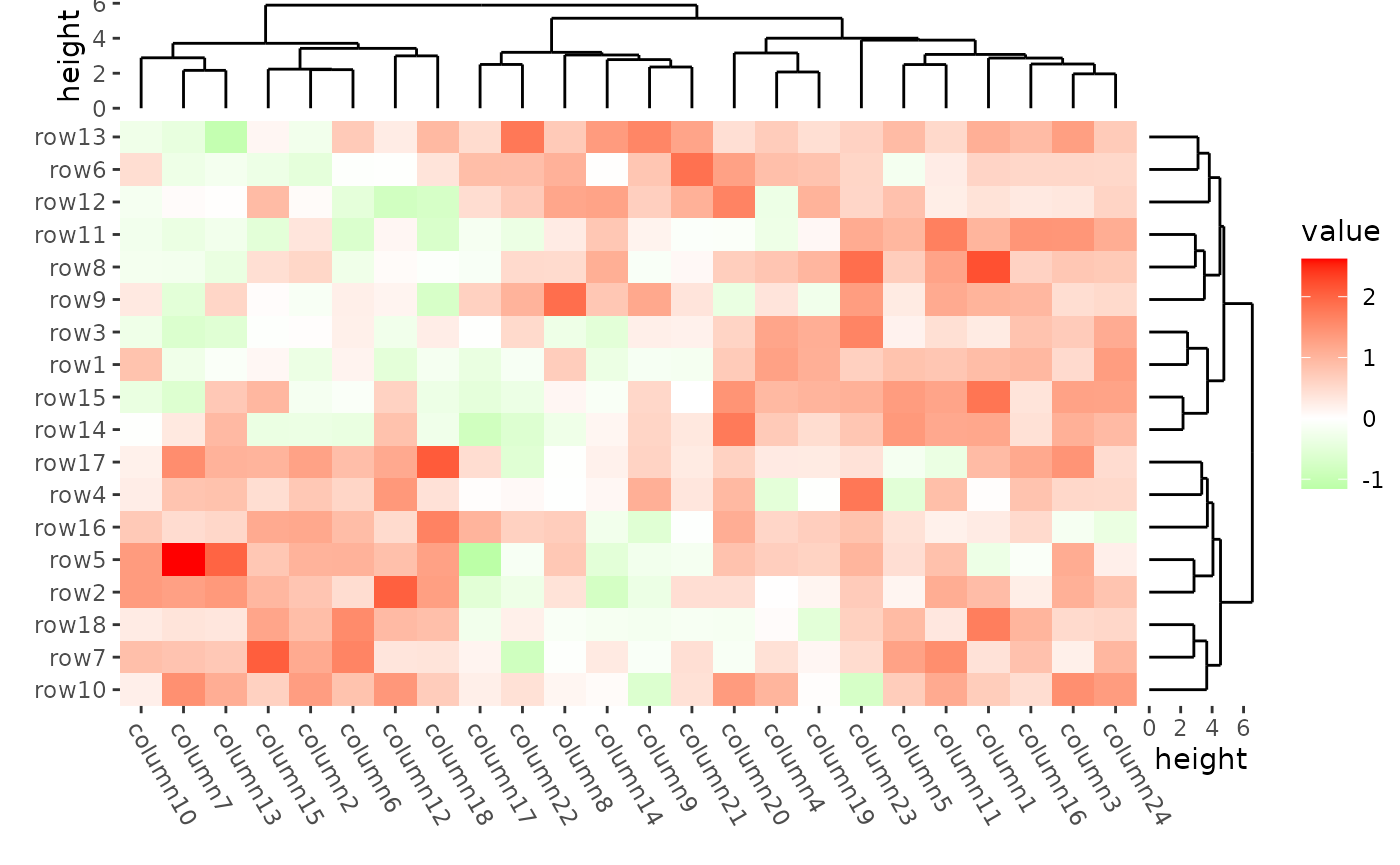 height
6
4
2
0
row13
row6
row12
row11
row8
row9
row3
row1
row15
row14
row17
row4
row16
row5
row2
row18
row7
row10
column10
column7
column13
column15
column2
column6
column12
column18
column17
column22
column8
column14
column9
column21
column20
column4
column19
column23
column5
column11
column1
column16
column3
column24
0 2 4 6
height
value
2
1
0
-1